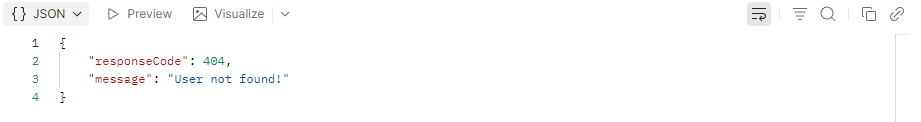 {} JSON Preview Visualize
1 {
2 "responseCode": 404,
3 "message": "User not found!"
4 }